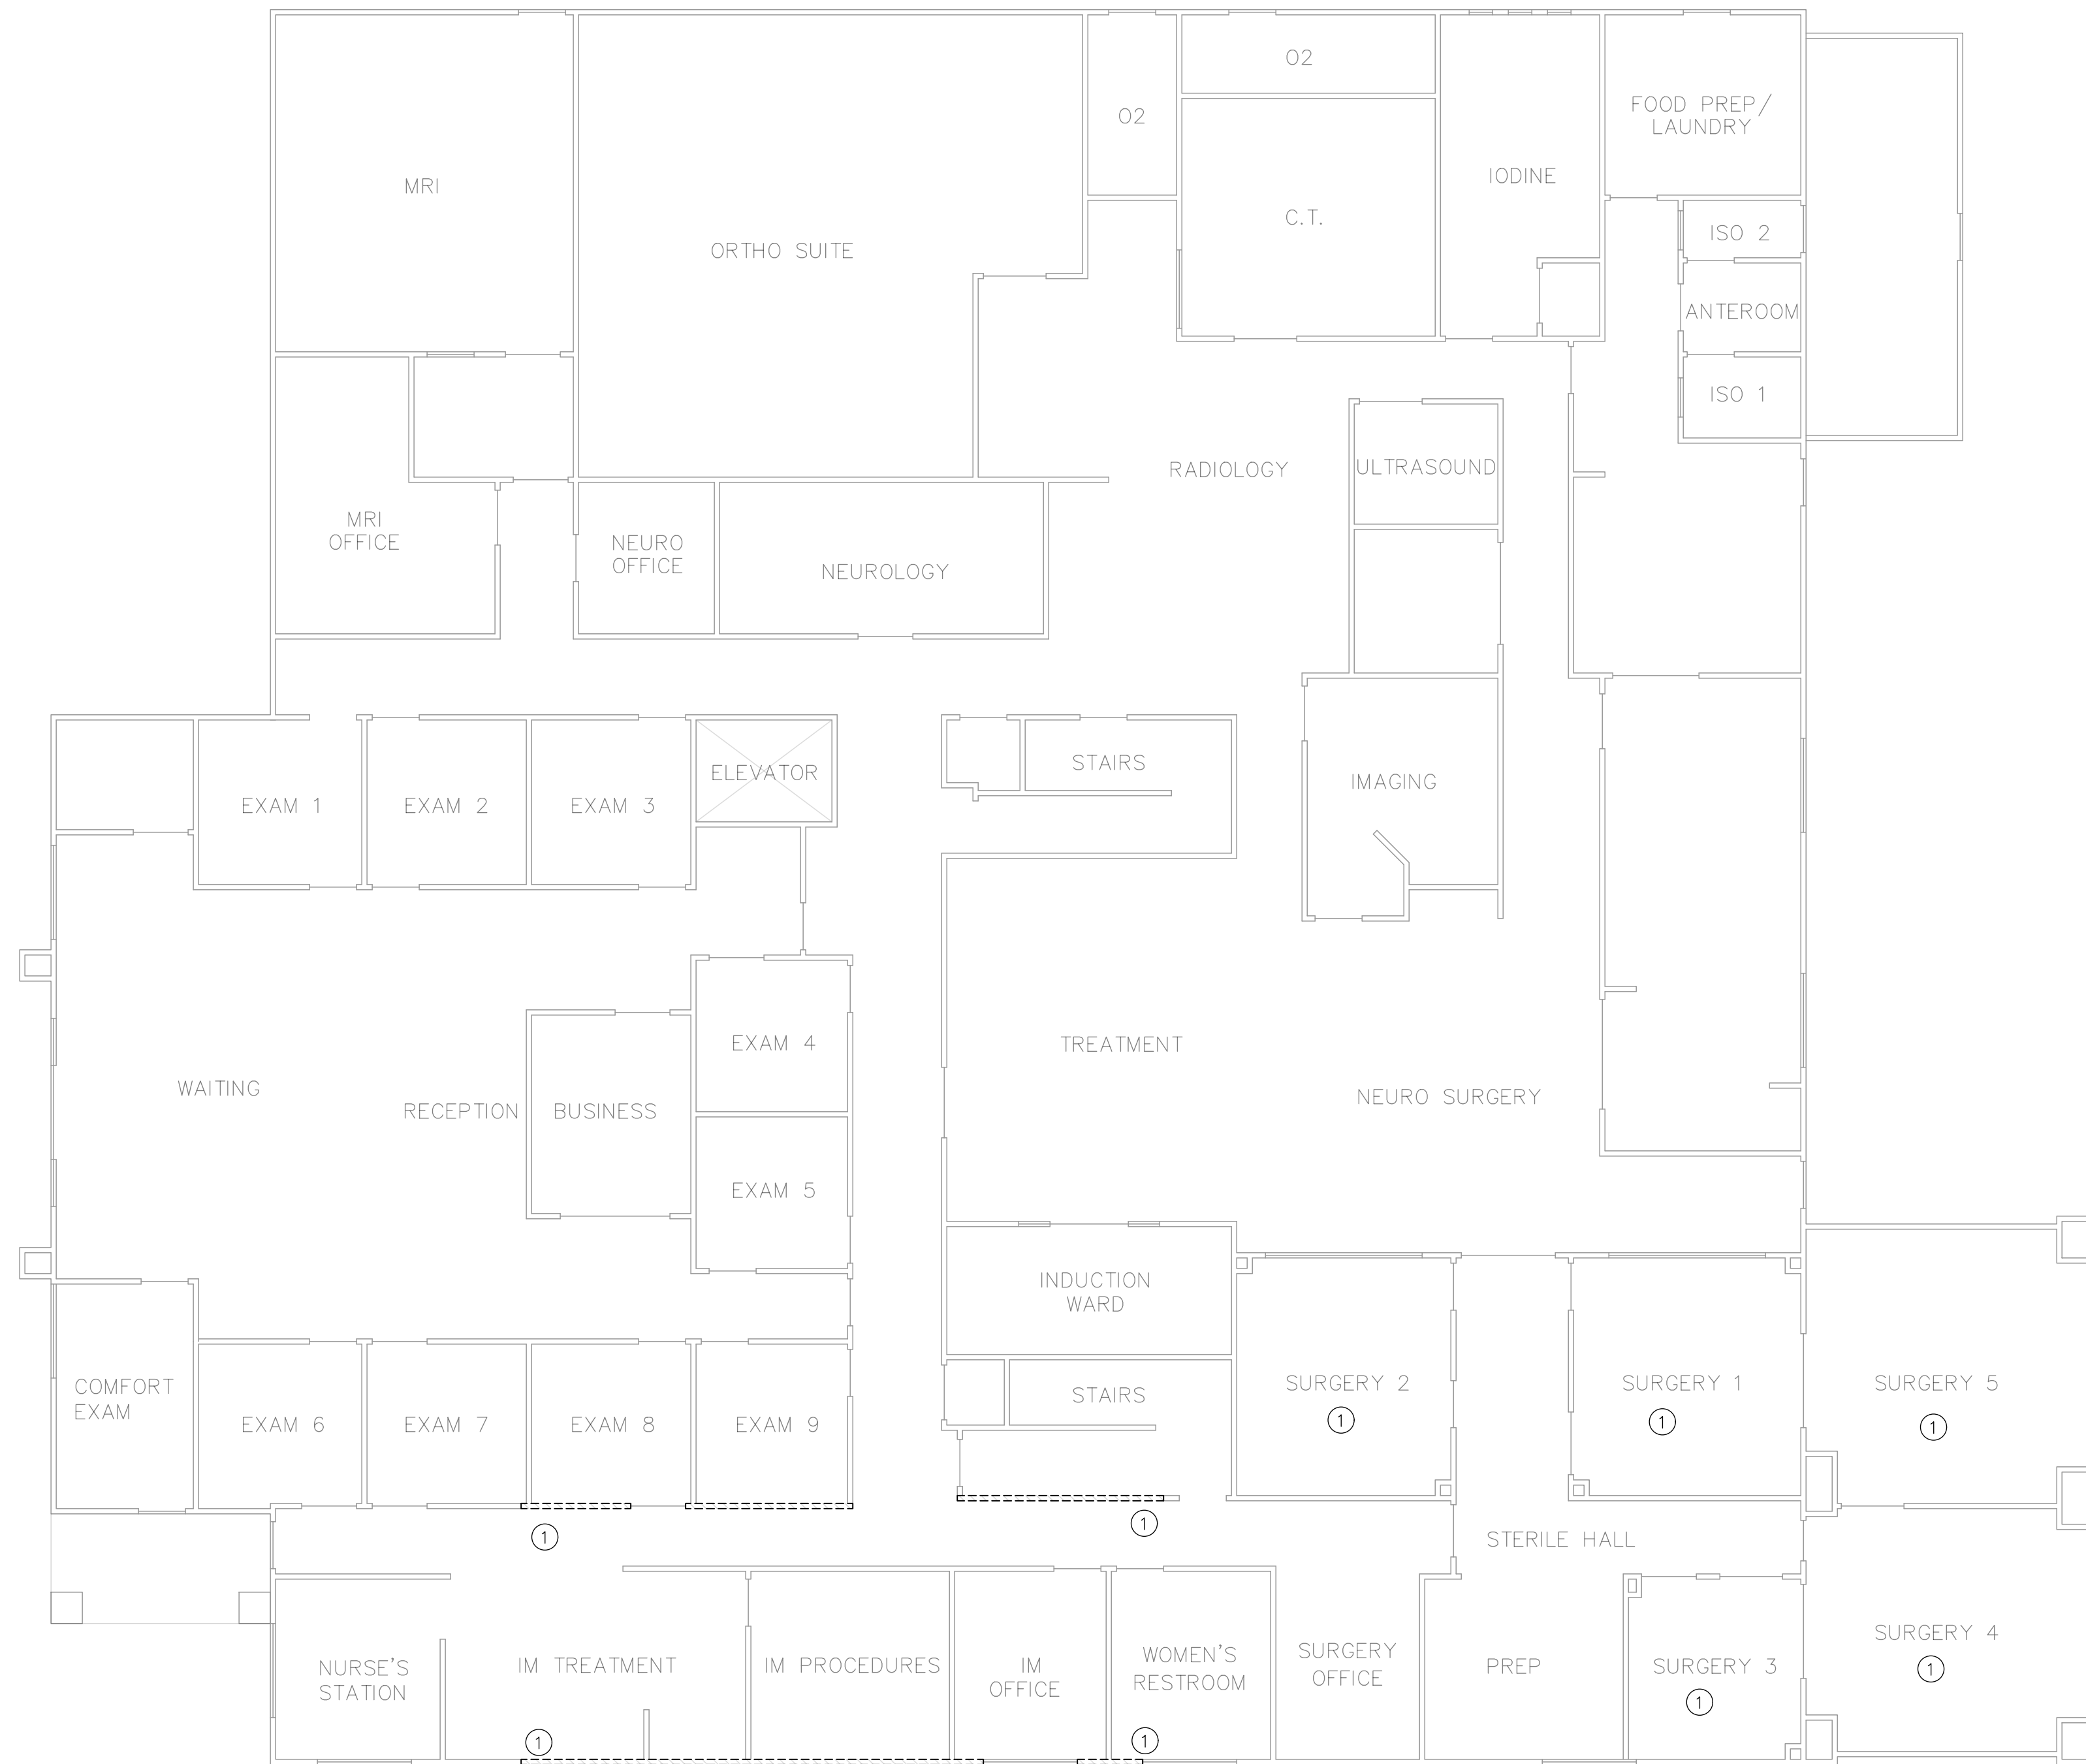 O2
O2
FOOD PREP/
LAUNDRY
MRI
IODINE
C.T.
ISO 2
ORTHO SUITE
ANTEROOM
ISO 1
RADIOLOGY
ULTRASOUND
MRI
OFFICE
NEURO
OFFICE
NEUROLOGY
STAIRS
ELEVATOR
IMAGING
EXAM 1
EXAM 2
EXAM 3
EXAM 4
TREATMENT
WAITING
RECEPTION
BUSINESS
NEURO SURGERY
EXAM 5
INDUCTION
WARD
COMFORT
EXAM
STAIRS
SURGERY 2
1
SURGERY 1
1
SURGERY 5
1
EXAM 6
EXAM 7
EXAM 8
EXAM 9
1
1
STERILE HALL
NURSE'S
STATION
IM TREATMENT
IM PROCEDURES
IM
OFFICE
WOMEN'S
RESTROOM
SURGERY
OFFICE
PREP
SURGERY 3
1
SURGERY 4
1
1
1